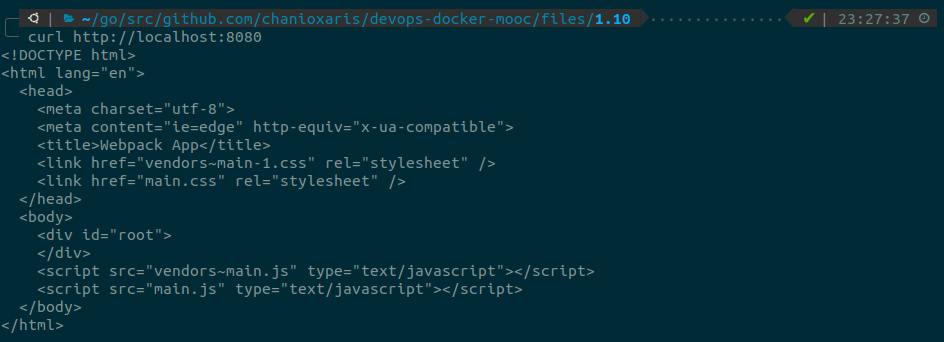 ~/go/src/github.com/chanioxaris/devops-docker-mooc/files/1.10 ✔ | 23:27:37
curl http://localhost:8080
<!DOCTYPE html>
<html lang="en">
  <head>
    <meta charset="utf-8">
    <meta content="ie=edge" http-equiv="x-ua-compatible">
    <title>Webpack App</title>
    <link href="vendors~main-1.css" rel="stylesheet" />
    <link href="main.css" rel="stylesheet" />
  </head>
  <body>
    <div id="root">
    </div>
    <script src="vendors~main.js" type="text/javascript"></script>
    <script src="main.js" type="text/javascript"></script>
  </body>
</html>